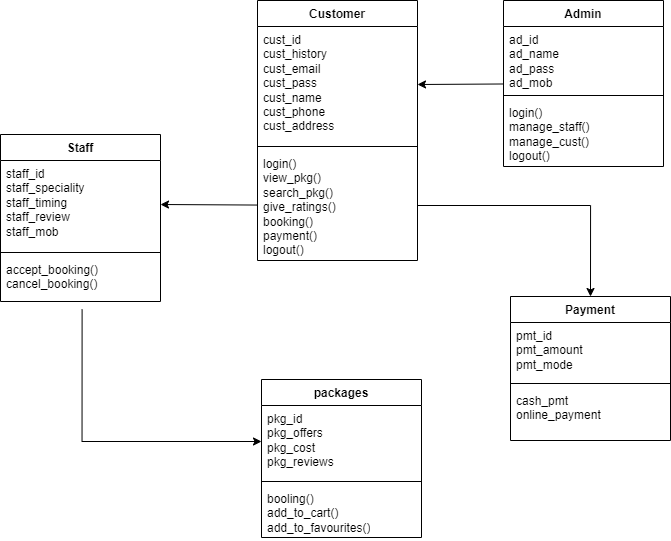 Customer
cust_id
cust_history
cust_email
cust_pass
cust_name
cust_phone
cust_address
login()
view_pkg()
search_pkg()
give_ratings()
booking()
payment()
logout()
Admin
ad_id
ad_name
ad_pass
ad_mob
login()
manage_staff()
manage_cust()
logout()
Staff
staff_id
staff_speciality
staff_timing
staff_review
staff_mob
accept_booking()
cancel_booking()
Payment
pmt_id
pmt_amount
pmt_mode
cash_pmt
online_payment
packages
pkg_id
pkg_offers
pkg_cost
pkg_reviews
booling()
add_to_cart()
add_to_favourites()